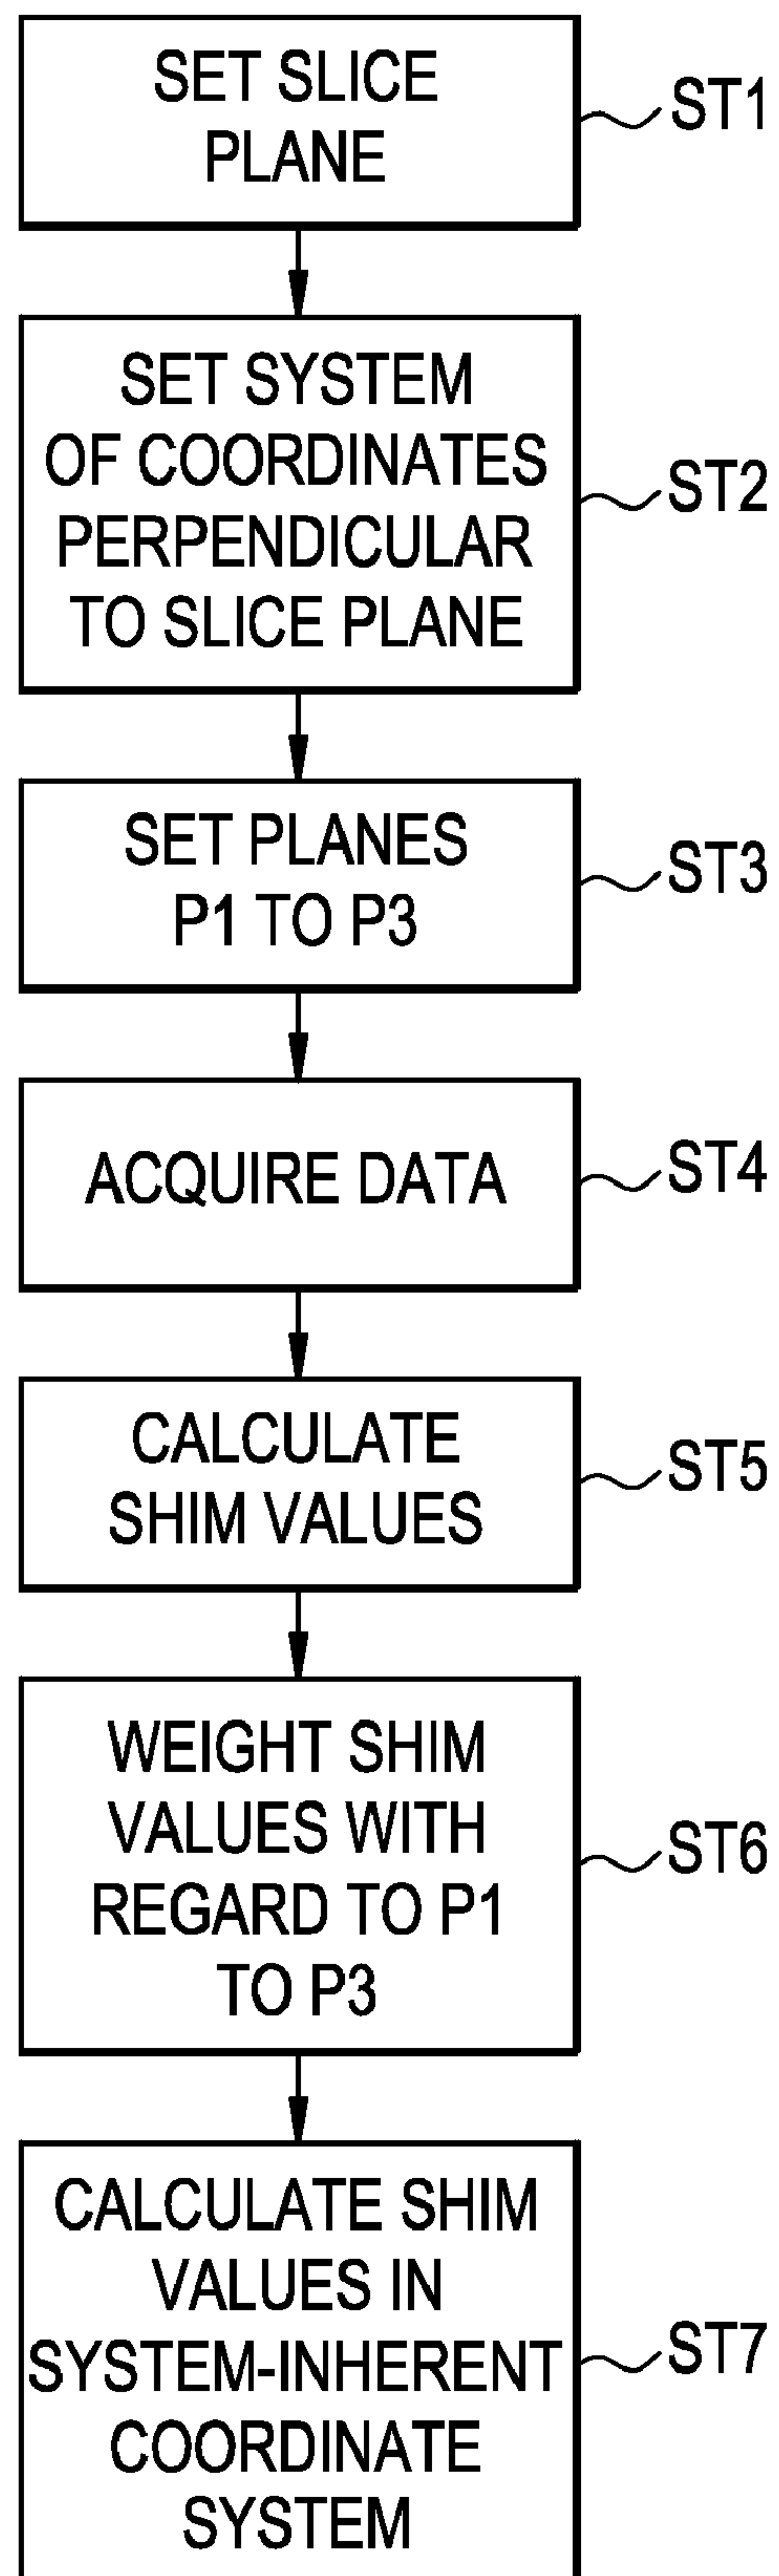 SET SLICE
PLANE
ST1
SET SYSTEM
OF COORDINATES
PERPENDICULAR
TO SLICE PLANE
ST2
SET PLANES
P1 TO P3
ST3
ACQUIRE DATA
ST4
CALCULATE
SHIM VALUES
ST5
WEIGHT SHIM
VALUES WITH
REGARD TO P1
TO P3
ST6
CALCULATE SHIM
VALUES IN
SYSTEM-INHERENT
COORDINATE
SYSTEM
ST7